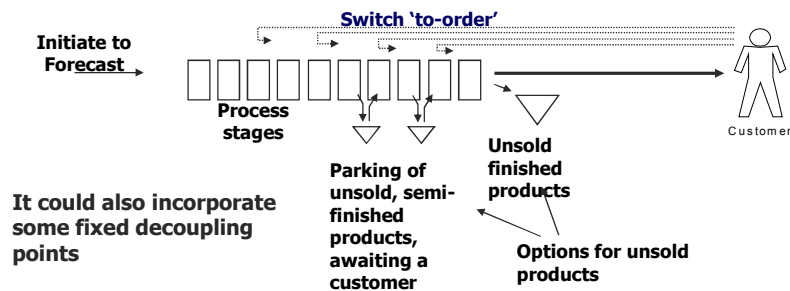 Switch ‘to-order’
Initiate to
Forecast
Customer
Process
stages
Unsold
finished
products
Parking of
unsold, semi-
finished
products,
awaiting a
customer
It could also incorporate
some fixed decoupling
points
Options for unsold
products